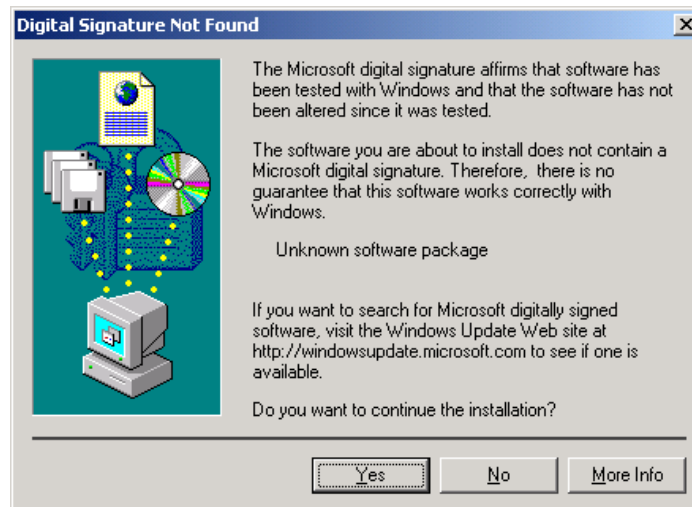 Digital Signature Not Found
The Microsoft digital signature affirms that software has
been tested with Windows and that the software has not
been altered since it was tested.
The software you are about to install does not contain a
Microsoft digital signature. Therefore,  there is no
guarantee that this software works correctly with
Windows.
Unknown software package
If you want to search for Microsoft digitally signed
software, visit the Windows Update Web site at
http://windowsupdate.microsoft.com to see if one is
available.
Do you want to continue the installation?
Yes
No
More Info